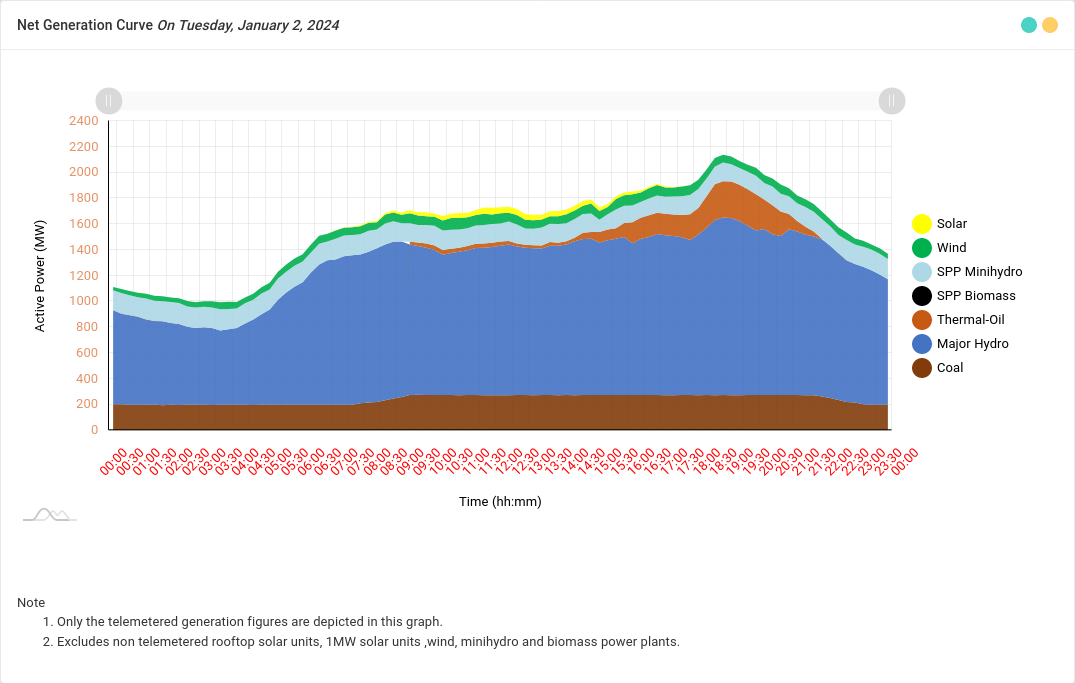 Net Generation Curve On Tuesday, January 2, 2024
2400
2200
2000
1800
1600
1400
1200
1000
800
600
400
200
0
Active Power (MW)
00:00 00:30 01:00 01:30 02:00 02:30 03:00 03:30 04:00 04:30 05:00 05:30 06:00 06:30 07:00 07:30 08:00 08:30 09:00 09:30 10:00 10:30 11:00 11:30 12:00 12:30 13:00 13:30 14:00 14:30 15:00 15:30 16:00 16:30 17:00 17:30 18:00 18:30 19:00 19:30 20:00 20:30 21:00 21:30 22:00 22:30 23:00 23:30 00:00
Time (hh:mm)
Solar
Wind
SPP Minihydro
SPP Biomass
Thermal-Oil
Major Hydro
Coal
Note
1. Only the telemetered generation figures are depicted in this graph.
2. Excludes non telemetered rooftop solar units, 1MW solar units ,wind, minihydro and biomass power plants.